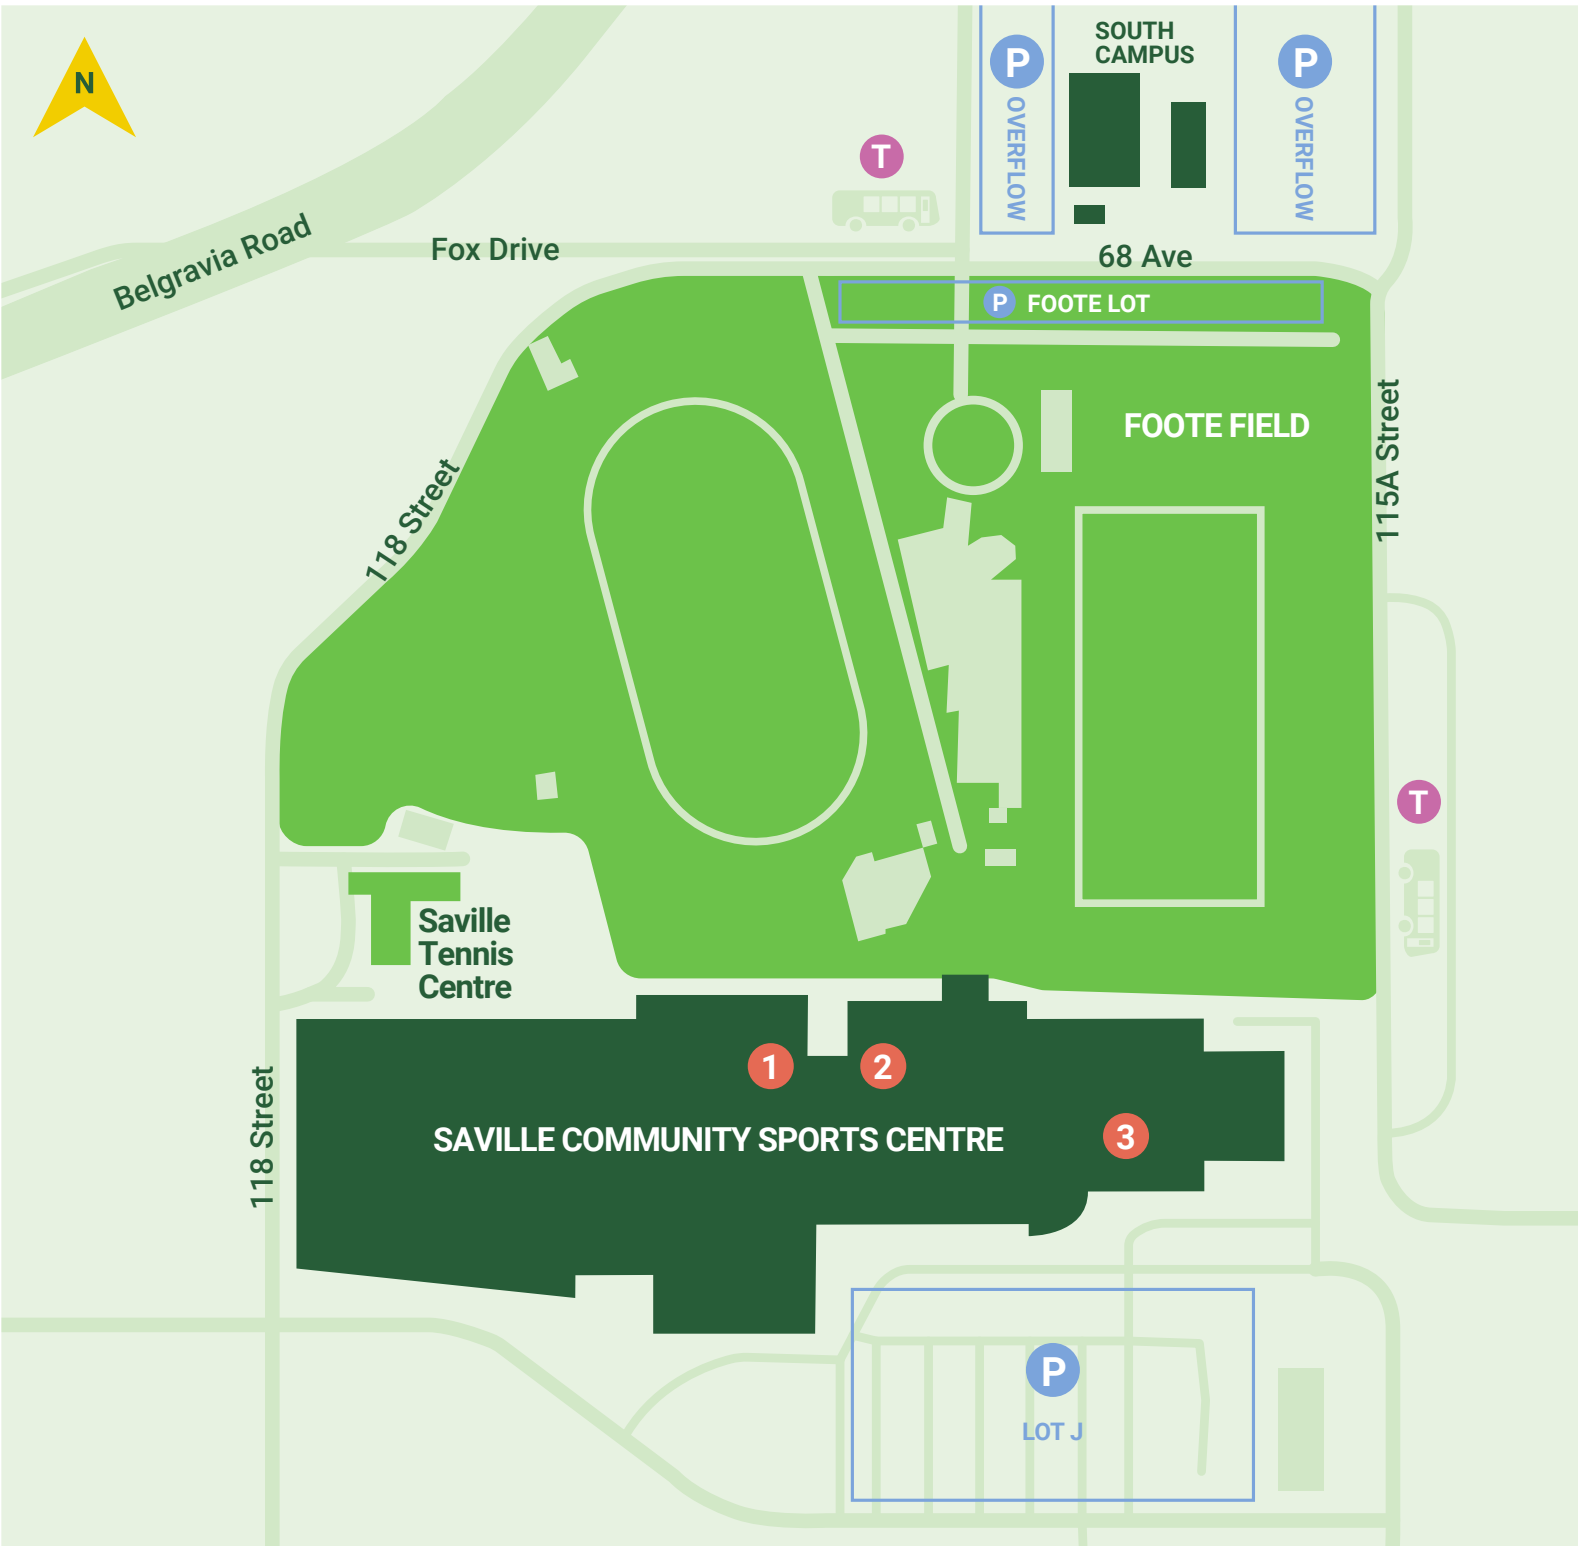 N
SOUTH
CAMPUS
P
OVERFLOW
P
OVERFLOW
T
Belgravia Road
Fox Drive
68 Ave
P FOOTE LOT
FOOTE FIELD
115A Street
118 Street
T
Saville
Tennis
Centre
1
2
3
SAVILLE COMMUNITY SPORTS CENTRE
118 Street
P
LOT J